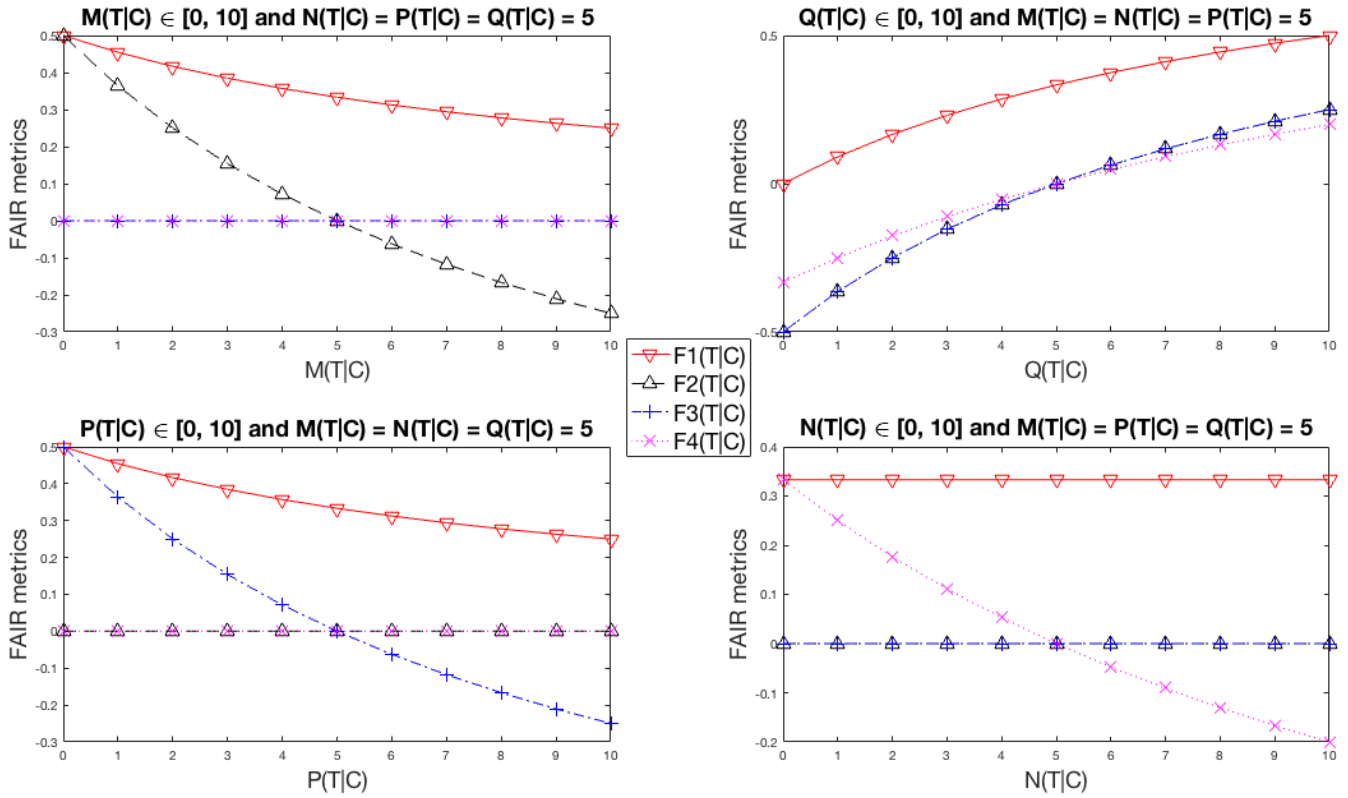 M(T|C) ∈ [0, 10] and N(T|C) = P(T|C) = Q(T|C) = 5
FAIR metrics
0.5
0.4
0.3
0.2
0.1
0
-0.1
-0.2
-0.3
0 1 2 3 4 5 6 7 8 9 10
M(T|C)
Q(T|C) ∈ [0, 10] and M(T|C) = N(T|C) = P(T|C) = 5
FAIR metrics
0.5
0
-0.5
0 1 2 3 4 5 6 7 8 9 10
Q(T|C)
F1(T|C)
F2(T|C)
F3(T|C)
F4(T|C)
P(T|C) ∈ [0, 10] and M(T|C) = N(T|C) = Q(T|C) = 5
FAIR metrics
0.5
0.4
0.3
0.2
0.1
0
-0.1
-0.2
-0.3
0 1 2 3 4 5 6 7 8 9 10
P(T|C)
N(T|C) ∈ [0, 10] and M(T|C) = P(T|C) = Q(T|C) = 5
FAIR metrics
0.4
0.3
0.2
0.1
0
-0.1
-0.2
0 1 2 3 4 5 6 7 8 9 10
N(T|C)